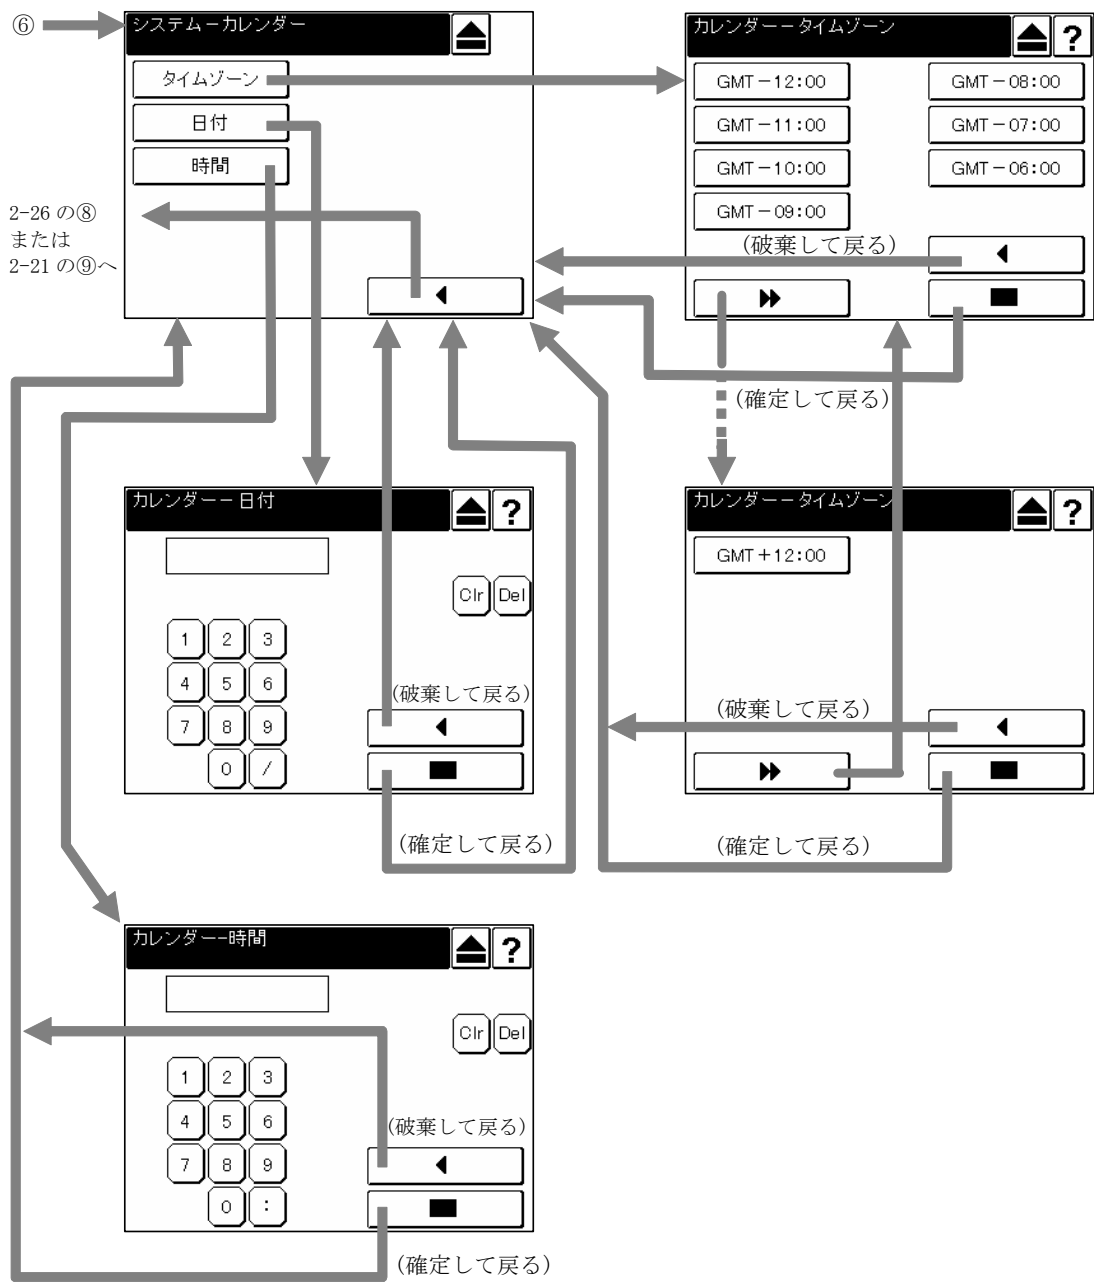 ⑥
システム－カレンダー
タイムゾーン
日付
時間
2-26 の⑧
または
2-21 の⑨へ
カレンダー－タイムゾーン
?
GMT－12:00
GMT－08:00
GMT－11:00
GMT－07:00
GMT－10:00
GMT－06:00
GMT－09:00
(破棄して戻る)
(確定して戻る)
カレンダー－日付
?
Clr Del
1 2 3
4 5 6
7 8 9
0 /
(破棄して戻る)
(確定して戻る)
カレンダー－タイムゾーン
?
GMT＋12:00
(破棄して戻る)
(確定して戻る)
カレンダー-時間
?
Clr Del
1 2 3
4 5 6
7 8 9
0 :
(破棄して戻る)
(確定して戻る)